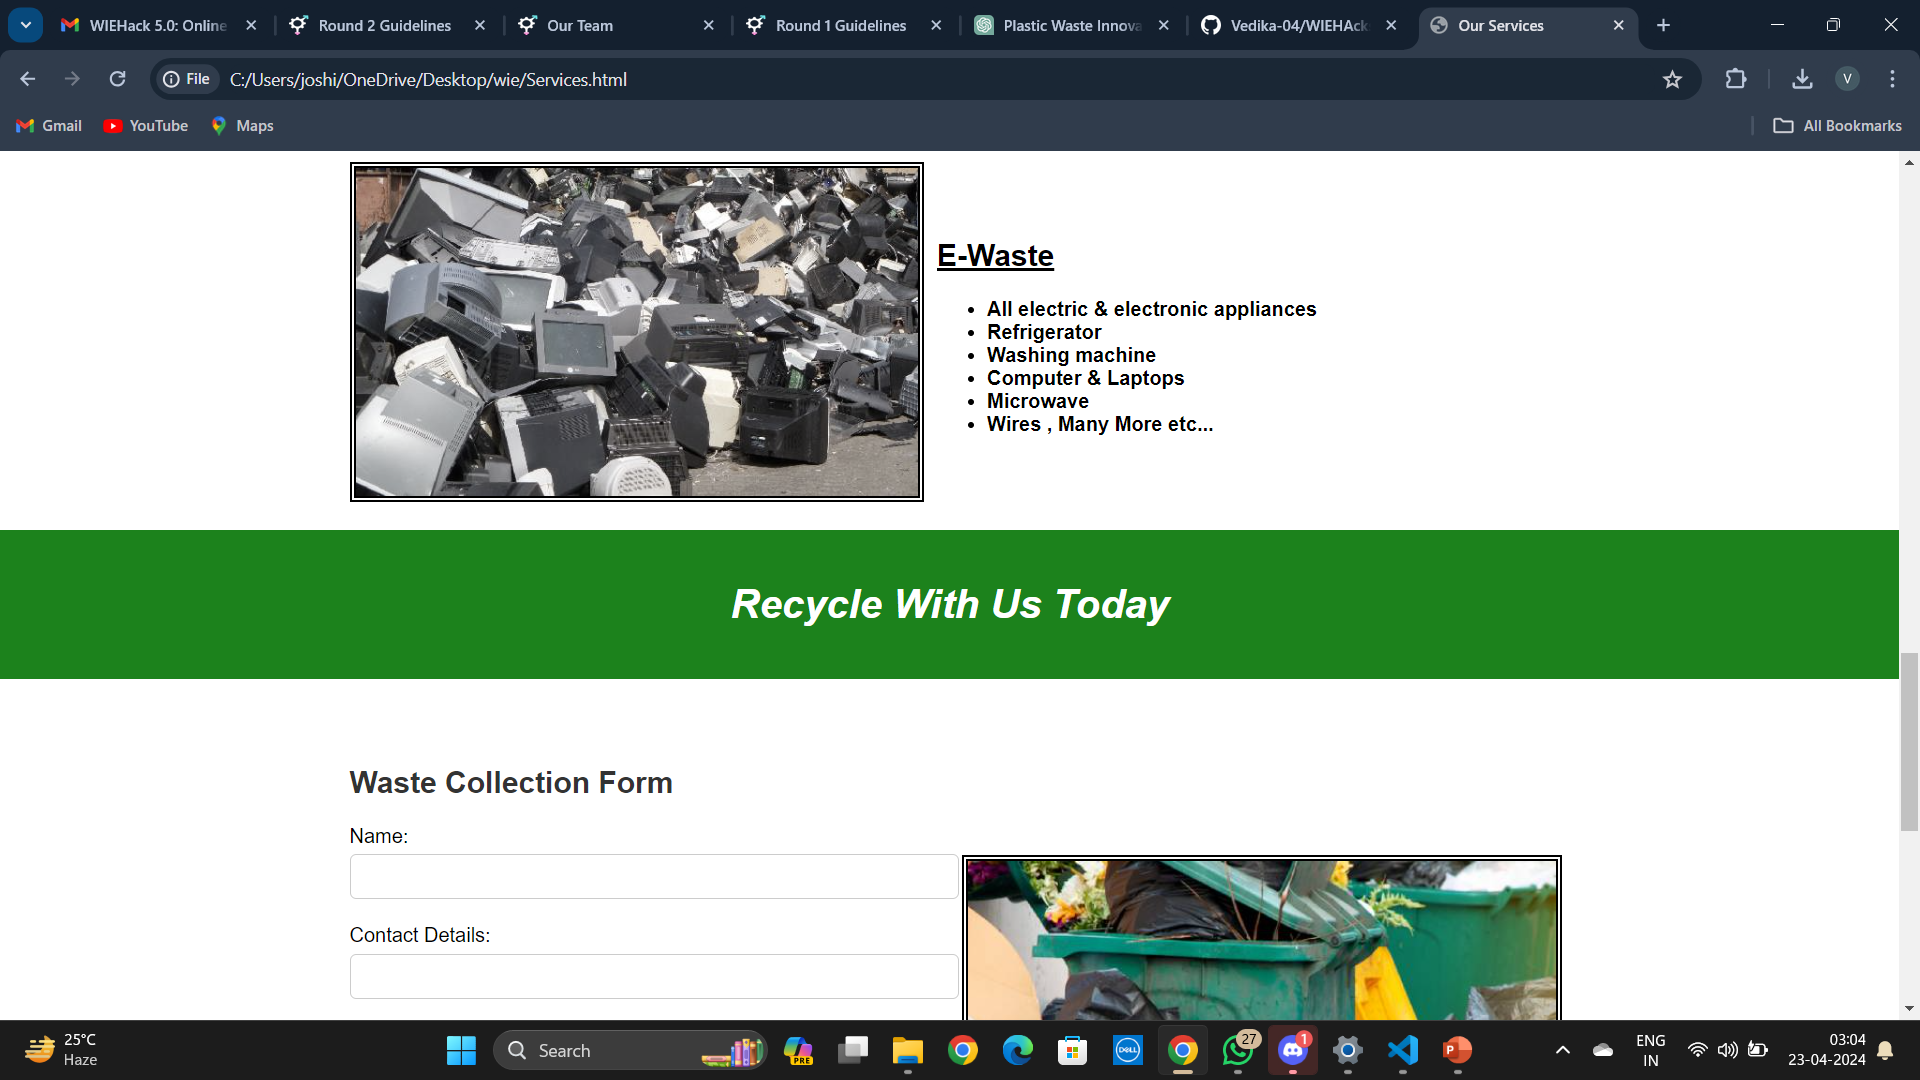 WIEHack 5.0: Online
Round 2 Guidelines
Our Team
Round 1 Guidelines
Plastic Waste Innova
Vedika-04/WIEHAck
Our Services
File
C:/Users/joshi/OneDrive/Desktop/wie/Services.html
V
Gmail
YouTube
Maps
All Bookmarks
E-Waste
All electric & electronic appliances
Refrigerator
Washing machine
Computer & Laptops
Microwave
Wires , Many More etc...
Recycle With Us Today
Waste Collection Form
Name:
Contact Details:
25°C
Haze
Search
PRE
DELL
27
1
P
ENG
IN
03:04
23-04-2024